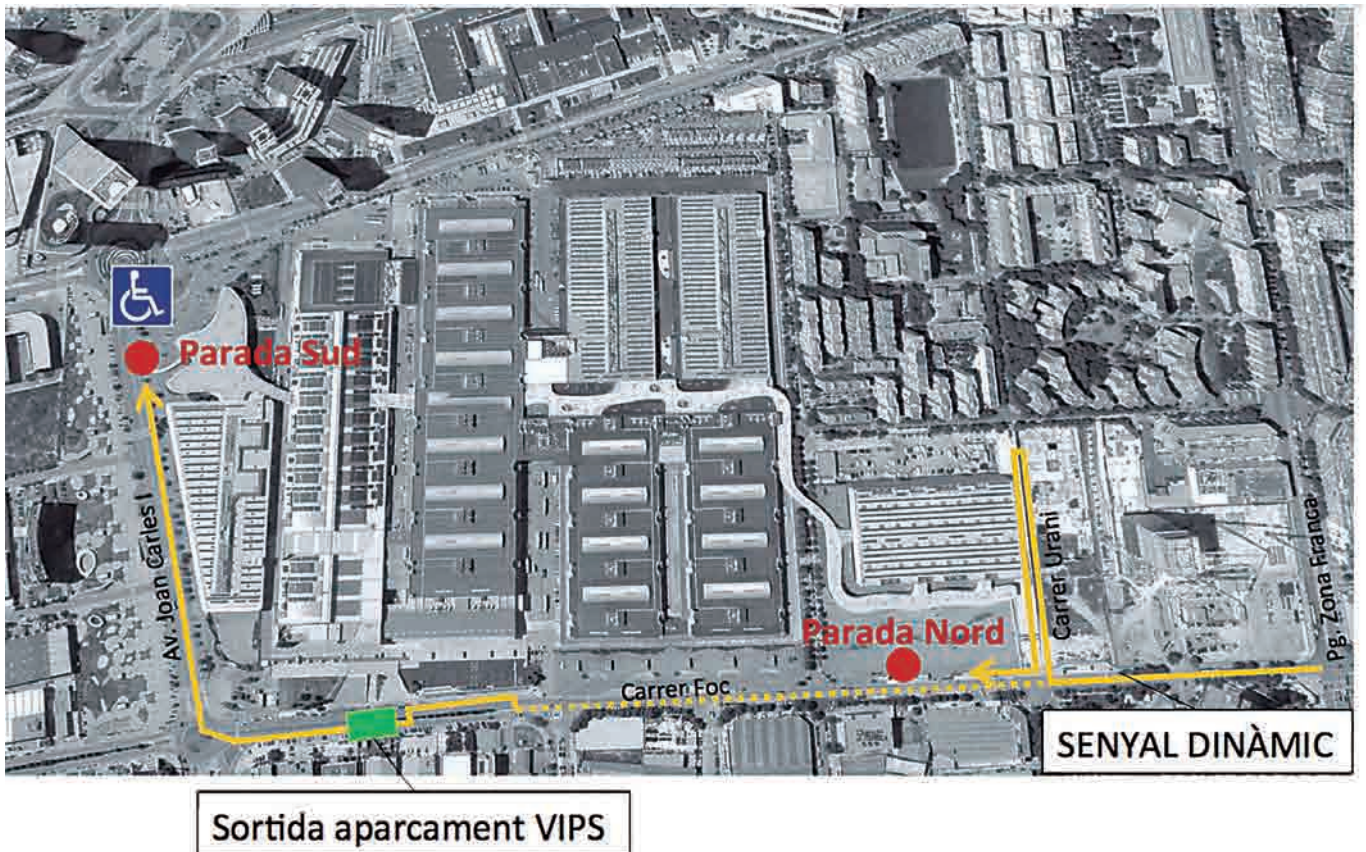 Parada Sud
Av. Joan Carles I
Carrer Foc
Parada Nord
Carrer Urani
Pg. Zona Franca
SENYAL DINÀMIC
Sortida aparcament VIPS